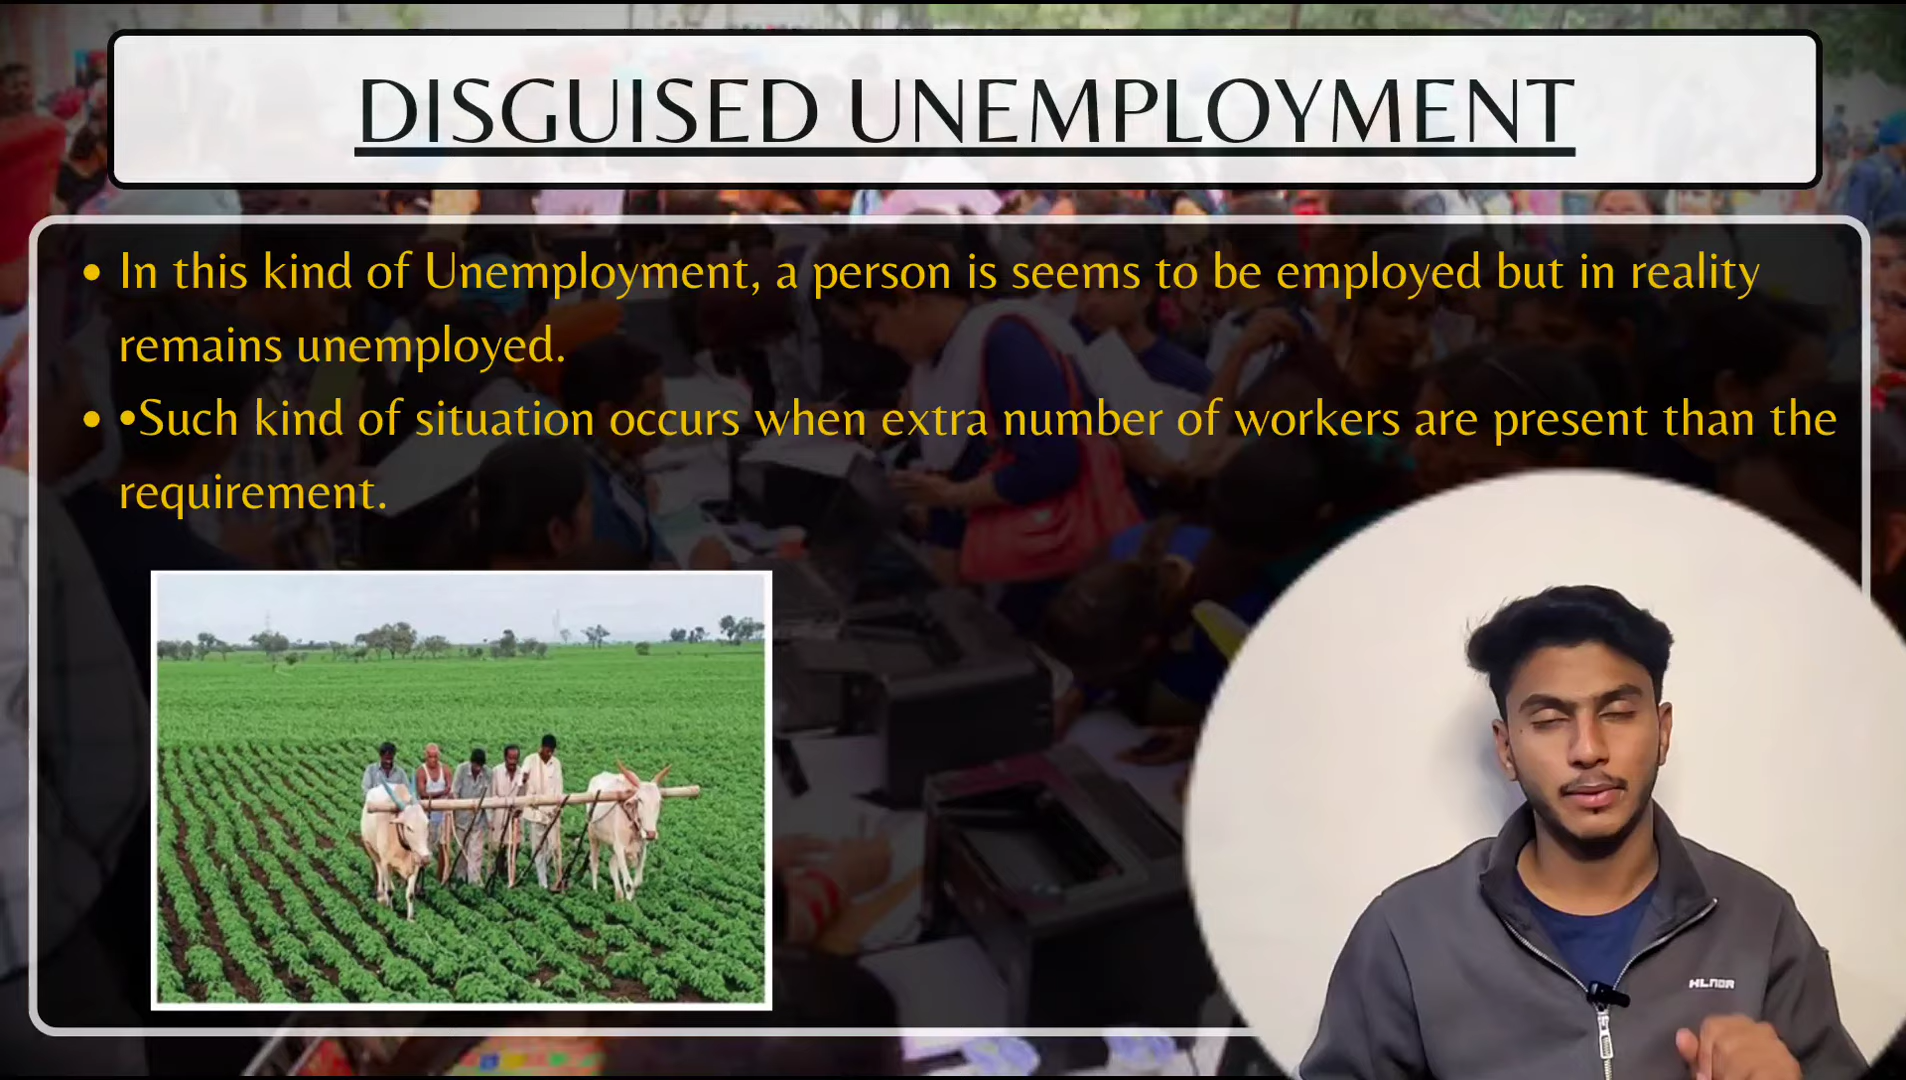 DISGUISED UNEMPLOYMENT
• In this kind of Unemployment, a person is seems to be employed but in reality
remains unemployed.
• •Such kind of situation occurs when extra number of workers are present than the
requirement.